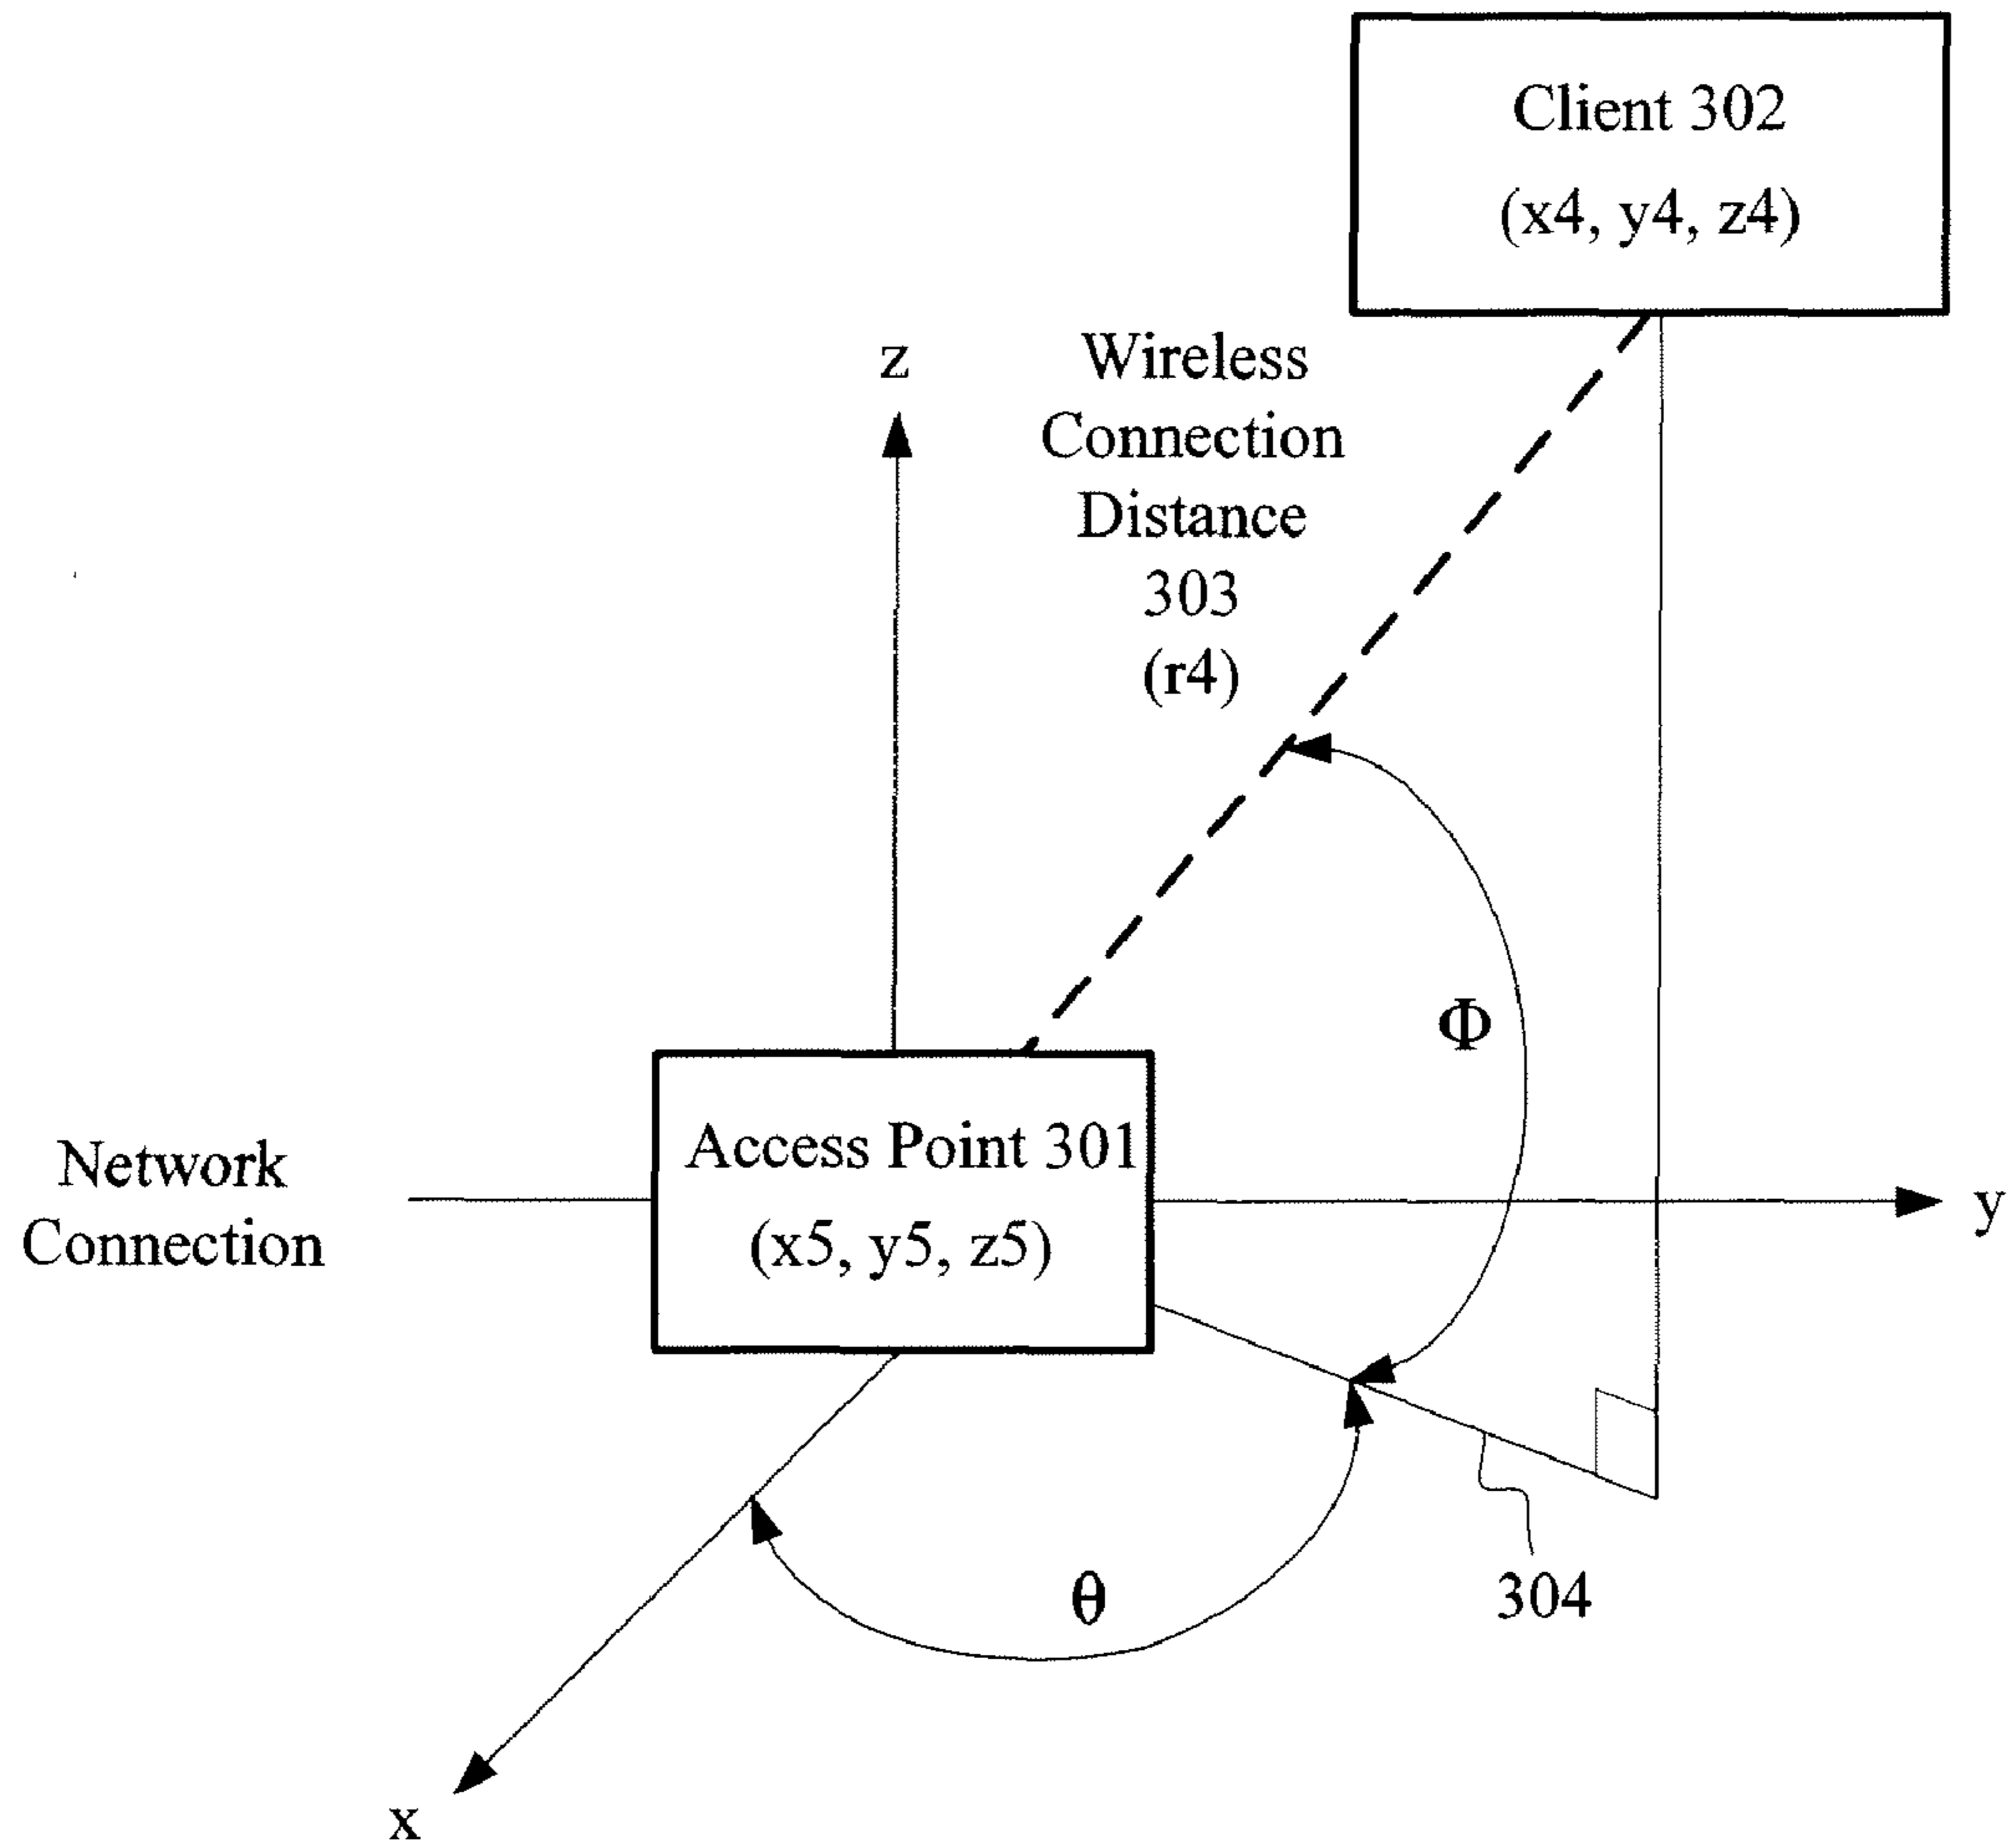 Client 302
(x4, y4, z4)
z
Wireless
Connection
Distance
303
(r4)
Φ
Access Point 301
(x5, y5, z5)
Network
Connection
y
θ
304
x